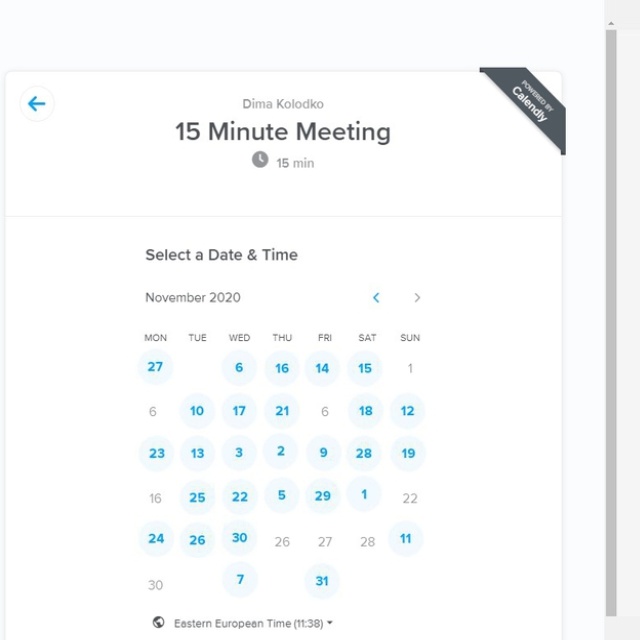 Dima Kolodko
15 Minute Meeting
15 min
POWERED BY
Calendly
Select a Date & Time
November 2020
MON TUE WED THU FRI SAT SUN
27 6 16 14 15 1
6 10 17 21 6 18 12
23 13 3 2 9 28 19
16 25 22 5 29 1 22
24 26 30 26 27 28 11
30 7 31
Eastern European Time (11:38)